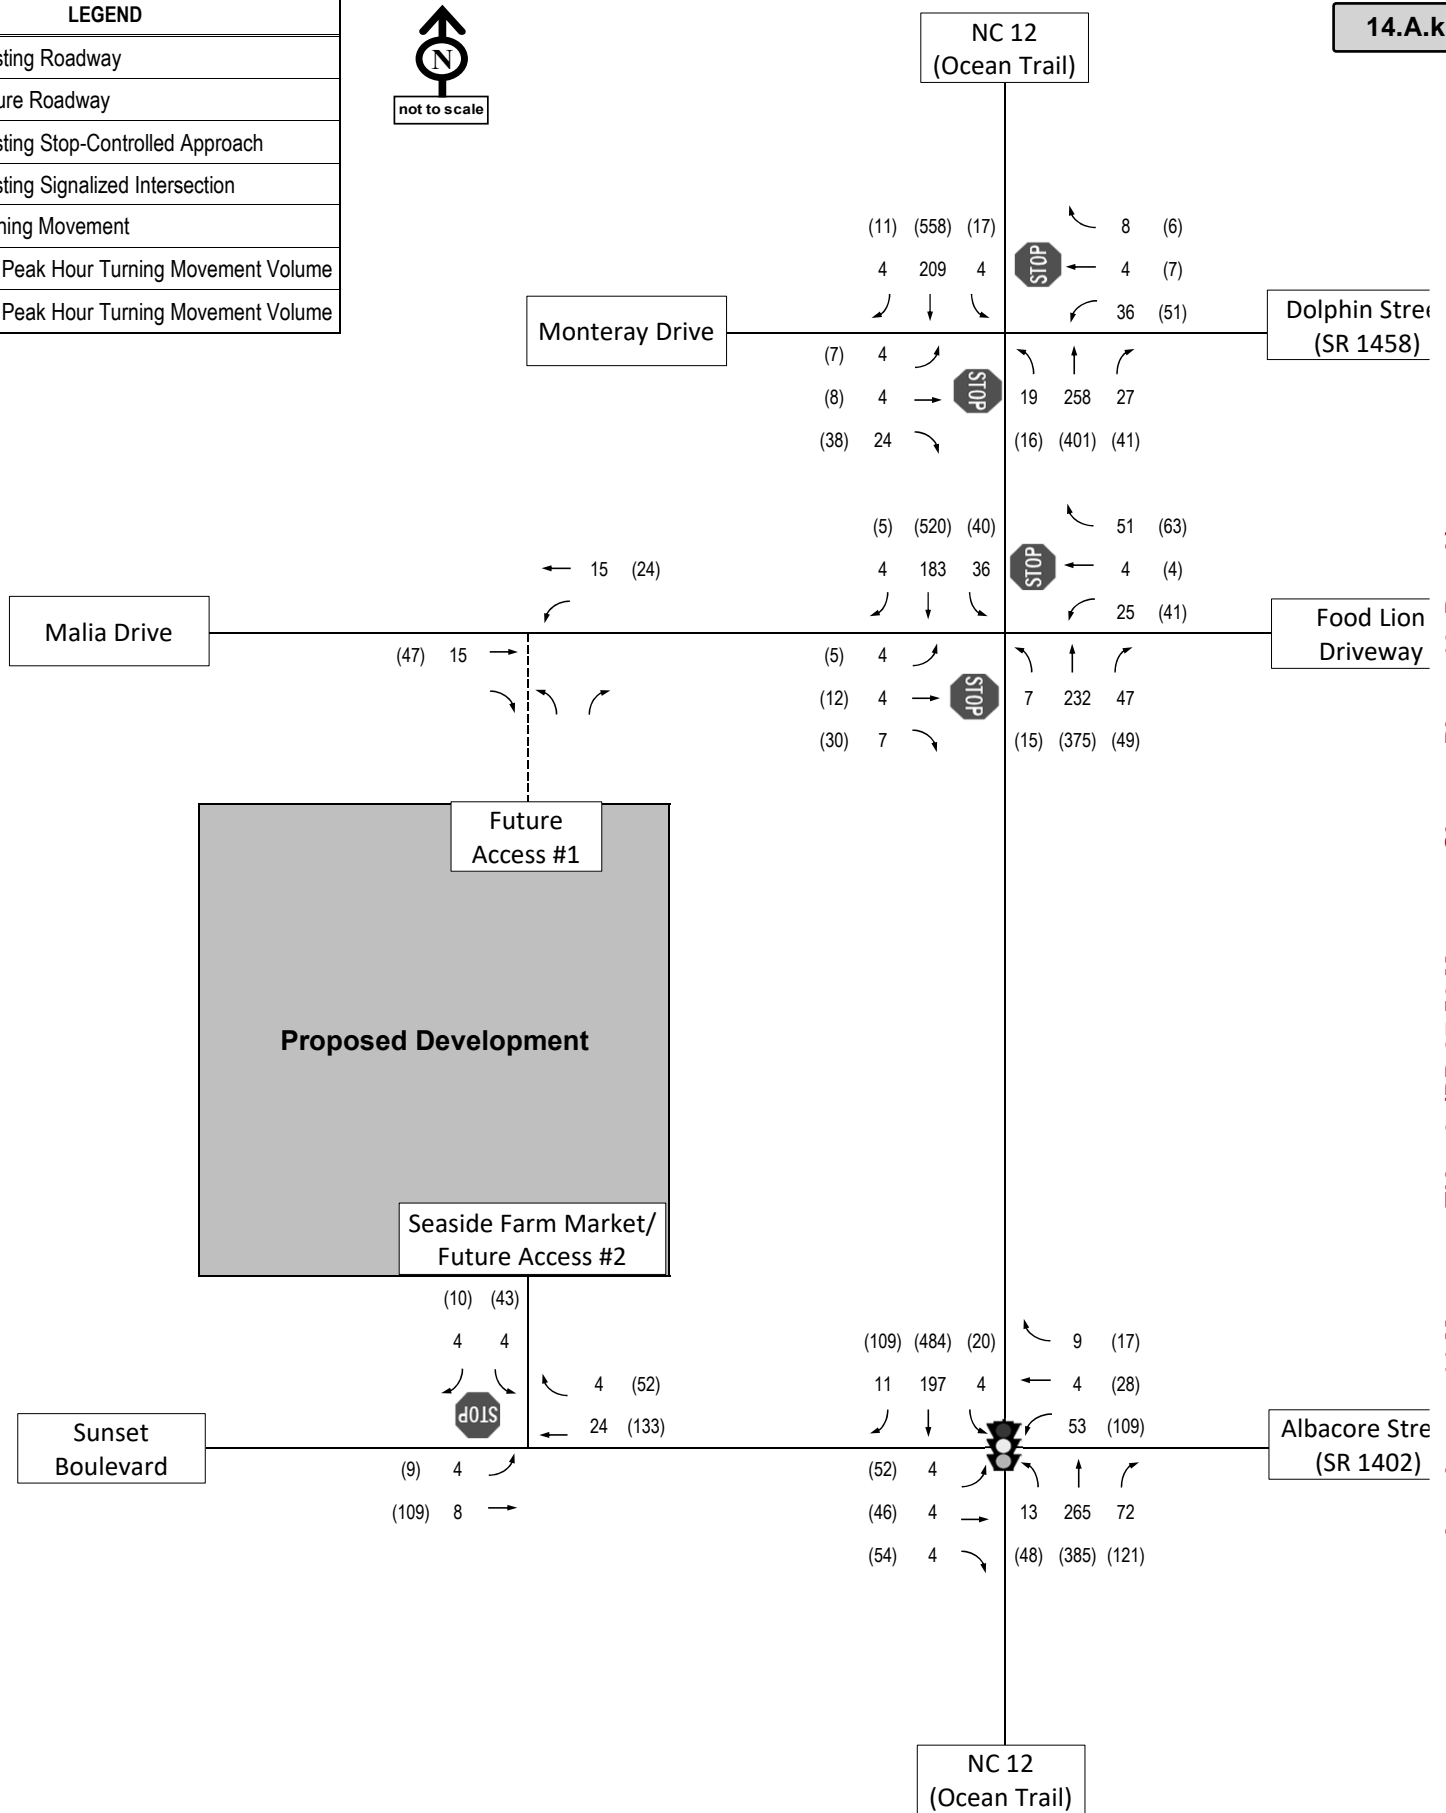 LEGEND
Roadway
Roadway
Stop-Controlled Approach
Signalized Intersection
Movement
Peak Hour Turning Movement Volume
Peak Hour Turning Movement Volume
N
not to scale
NC 12
(Ocean Trail)
14.A.k
(11) (558) (17) 8 (6)
4 209 4 STOP 4 (7)
36 (51)
Monteray Drive
Dolphin
(SR 1458)
(7) 4
(8) 4 STOP 19 258 27
(38) 24 (16) (401) (41)
(5) (520) (40) 51 (63)
15 (24) 4 183 36 STOP 4 (4)
25 (41)
Malia Drive
Food Lion
Driveway
(47) 15 (5) 4
(12) 4 STOP 7 232 47
(30) 7 (15) (375) (49)
Future
Access #1
Proposed Development
Seaside Farm Market/
Future Access #2
(10) (43) (109) (484) (20) 9 (17)
4 4 11 197 4 4 (28)
STOP 4 (52)
24 (133) 53 (109)
Sunset
Boulevard
Albacore
(SR 1402)
(9) 4 (52) 4
(109) 8 (46) 4 13 265 72
(54) 4 (48) (385) (121)
NC 12
(Ocean Trail)